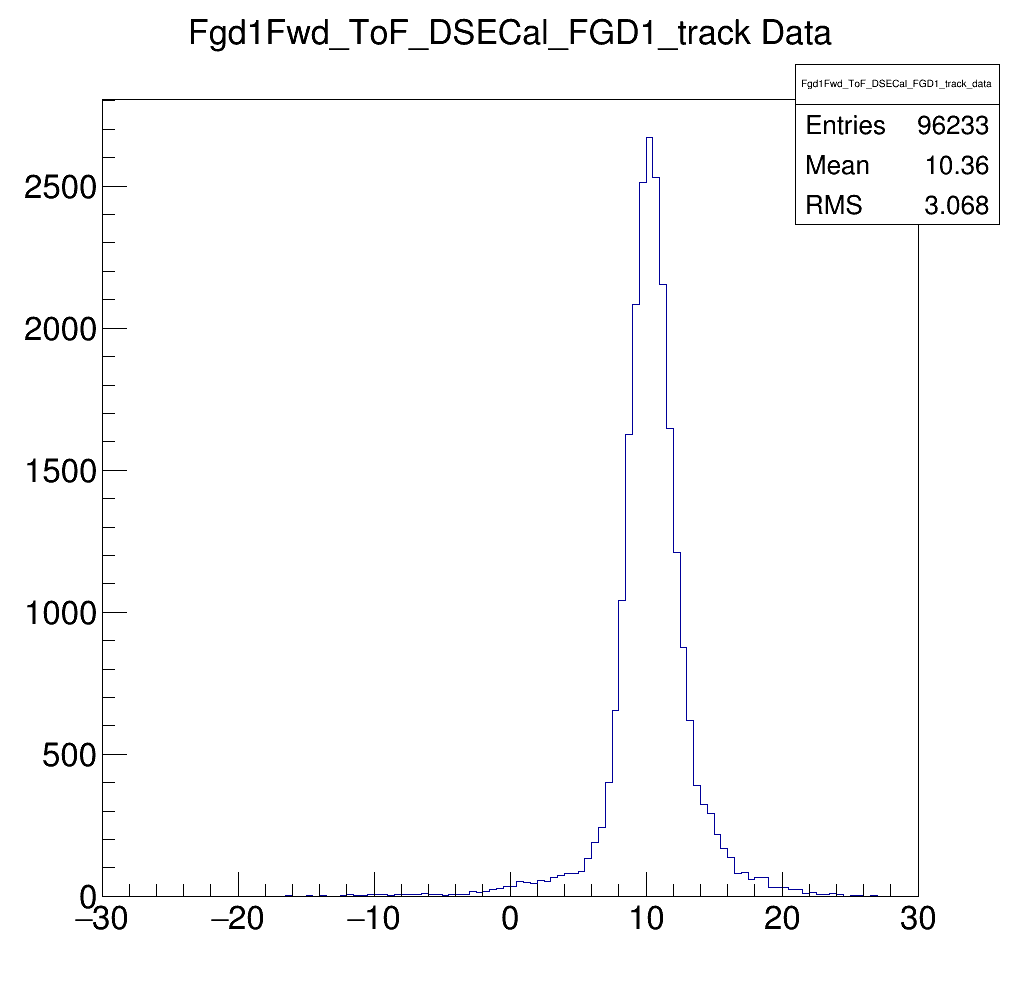 Fgd1Fwd_ToF_DSECal_FGD1_track Data
Fgd1Fwd_ToF_DSECal_FGD1_track_data
Entries 96233
Mean 10.36
RMS 3.068
2500
2000
1500
1000
500
0
−30 −20 −10 0 10 20 30